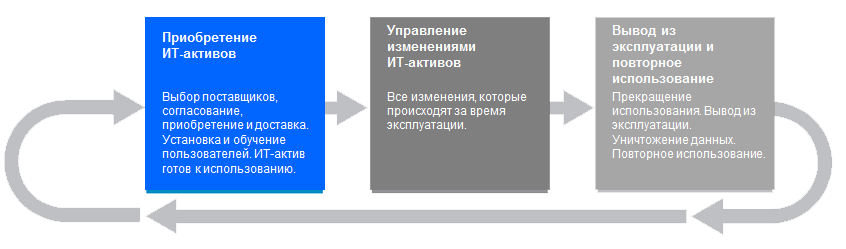 Приобретение
ИТ-активов
Выбор поставщиков,
согласование,
приобретение и доставка.
Установка и обучение
пользователей. ИТ-актив
готов к использованию.
Управление
изменениями
ИТ-активов
Все изменения, которые
происходят за время
эксплуатации.
Вывод из
эксплуатации и
повторное
использование
Прекращение
использования. Вывод из
эксплуатации.
Уничтожение данных.
Повторное использование.